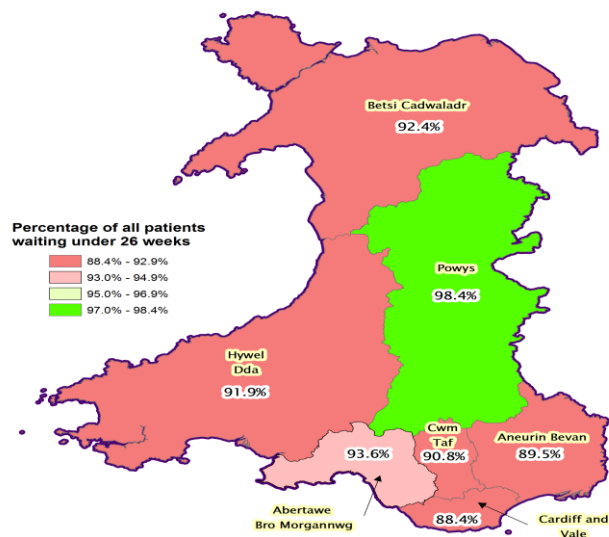 Betsi Cadwaladr
92.4%
Percentage of all patients
waiting under 26 weeks
88.4% - 92.9%
93.0% - 94.9%
95.0% - 96.9%
97.0% - 98.4%
Powys
98.4%
Hywel
Dda
91.9%
Cwm
Taf
90.8%
Aneurin Bevan
89.5%
93.6%
Abertawe
Bro Morgannwg
88.4%
Cardiff and
Vale